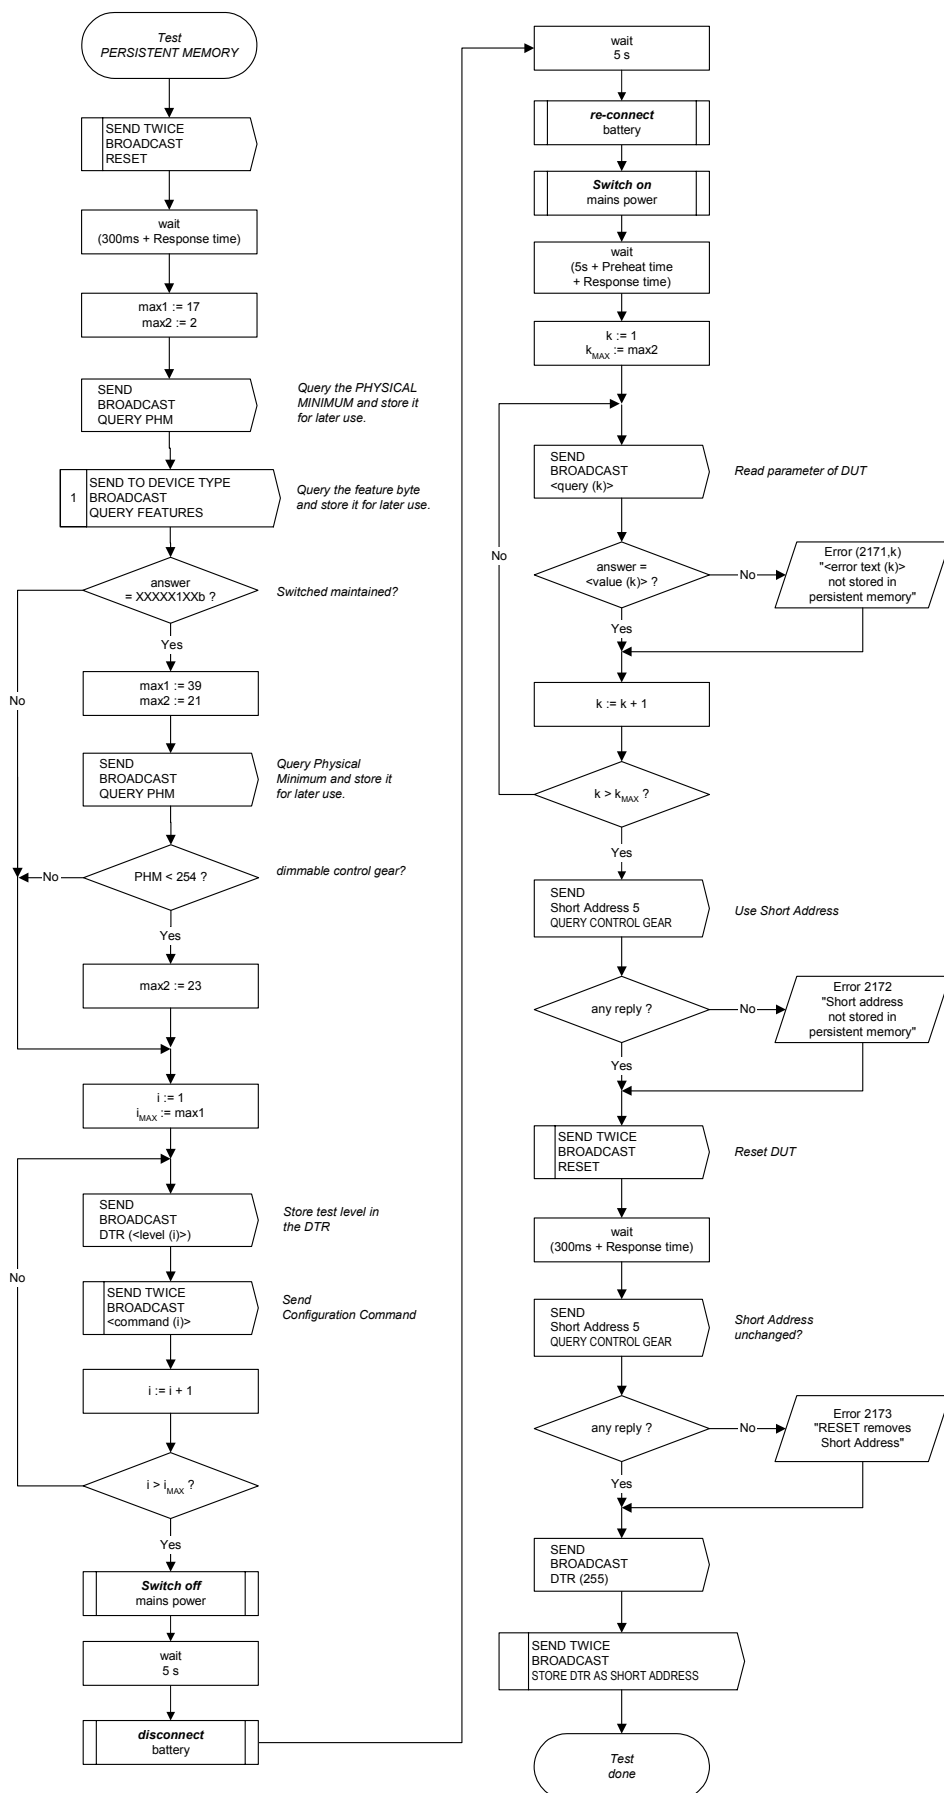 Test
PERSISTENT MEMORY
SEND TWICE
BROADCAST
RESET
wait
(300ms + Response time)
max1 := 17
max2 := 2
SEND
BROADCAST
QUERY PHM
Query the PHYSICAL
MINIMUM and store it
for later use.
1
SEND TO DEVICE TYPE
BROADCAST
QUERY FEATURES
Query the feature byte
and store it for later use.
answer
= XXXXX1XXb ?
Switched maintained?
Yes
No
max1 := 39
max2 := 21
SEND
BROADCAST
QUERY PHM
Query Physical
Minimum and store it
for later use.
PHM < 254 ?
dimmable control gear?
No
Yes
max2 := 23
i := 1
iMAX := max1
SEND
BROADCAST
DTR (<level (i)>)
Store test level in
the DTR
No
SEND TWICE
BROADCAST
<command (i)>
Send
Configuration Command
i := i + 1
i > iMAX ?
Yes
Switch off
mains power
wait
5 s
disconnect
battery
wait
5 s
re-connect
battery
Switch on
mains power
wait
(5s + Preheat time
+ Response time)
k := 1
kMAX := max2
SEND
BROADCAST
<query (k)>
Read parameter of DUT
No
answer =
<value (k)> ?
No
Error (2171,k)
"<error text (k)>
not stored in
persistent memory"
Yes
k := k + 1
k > kMAX ?
Yes
SEND
Short Address 5
QUERY CONTROL GEAR
Use Short Address
any reply ?
No
Error 2172
"Short address
not stored in
persistent memory"
Yes
SEND TWICE
BROADCAST
RESET
Reset DUT
wait
(300ms + Response time)
SEND
Short Address 5
QUERY CONTROL GEAR
Short Address
unchanged?
any reply ?
No
Error 2173
"RESET removes
Short Address"
Yes
SEND
BROADCAST
DTR (255)
SEND TWICE
BROADCAST
STORE DTR AS SHORT ADDRESS
Test
done